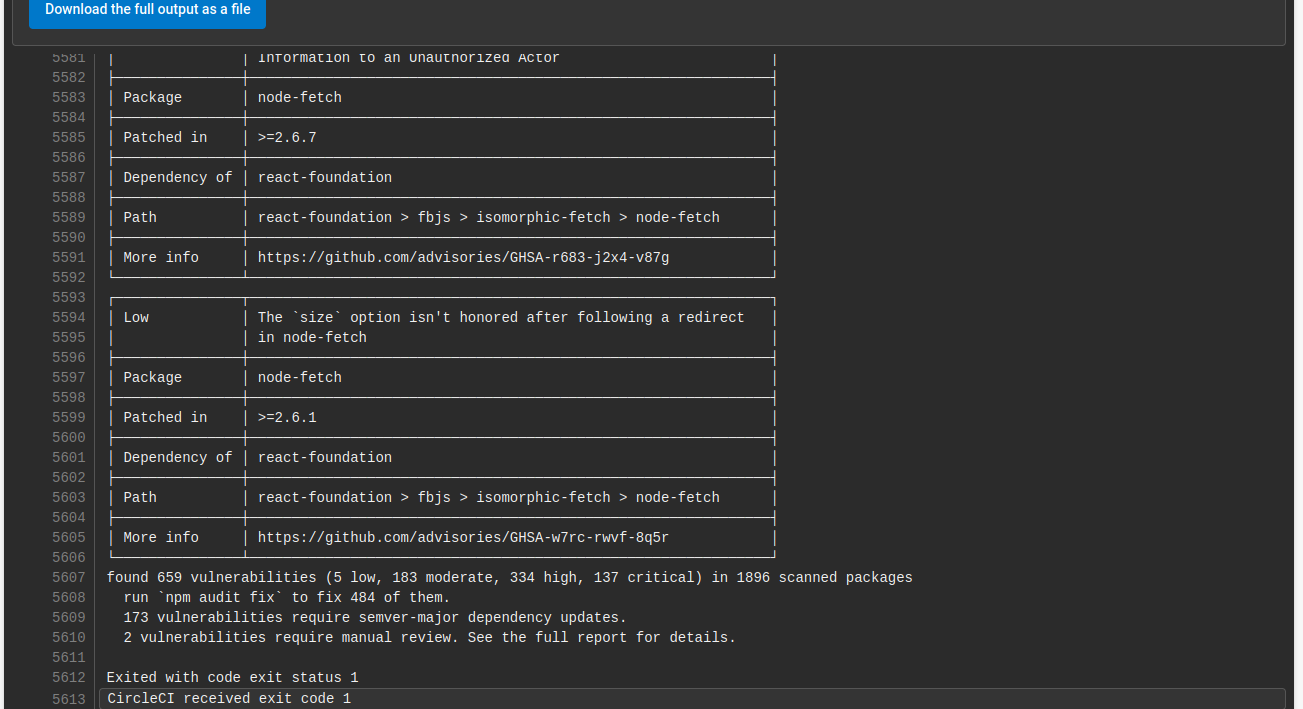 Download the full output as a file
5581 | | Information to an Unauthorized Actor |
5582
5583 | Package | node-fetch |
5584
5585 | Patched in | >=2.6.7 |
5586
5587 | Dependency of | react-foundation |
5588
5589 | Path | react-foundation > fbjs > isomorphic-fetch > node-fetch |
5590
5591 | More info | https://github.com/advisories/GHSA-r683-j2x4-v87g |
5592
5593
5594 | Low | The `size` option isn't honored after following a redirect |
5595 | | in node-fetch |
5596
5597 | Package | node-fetch |
5598
5599 | Patched in | >=2.6.1 |
5600
5601 | Dependency of | react-foundation |
5602
5603 | Path | react-foundation > fbjs > isomorphic-fetch > node-fetch |
5604
5605 | More info | https://github.com/advisories/GHSA-w7rc-rwvf-8q5r |
5606
5607 found 659 vulnerabilities (5 low, 183 moderate, 334 high, 137 critical) in 1896 scanned packages
5608 run `npm audit fix` to fix 484 of them.
5609 173 vulnerabilities require semver-major dependency updates.
5610 2 vulnerabilities require manual review. See the full report for details.
5611
5612 Exited with code exit status 1
5613 CircleCI received exit code 1